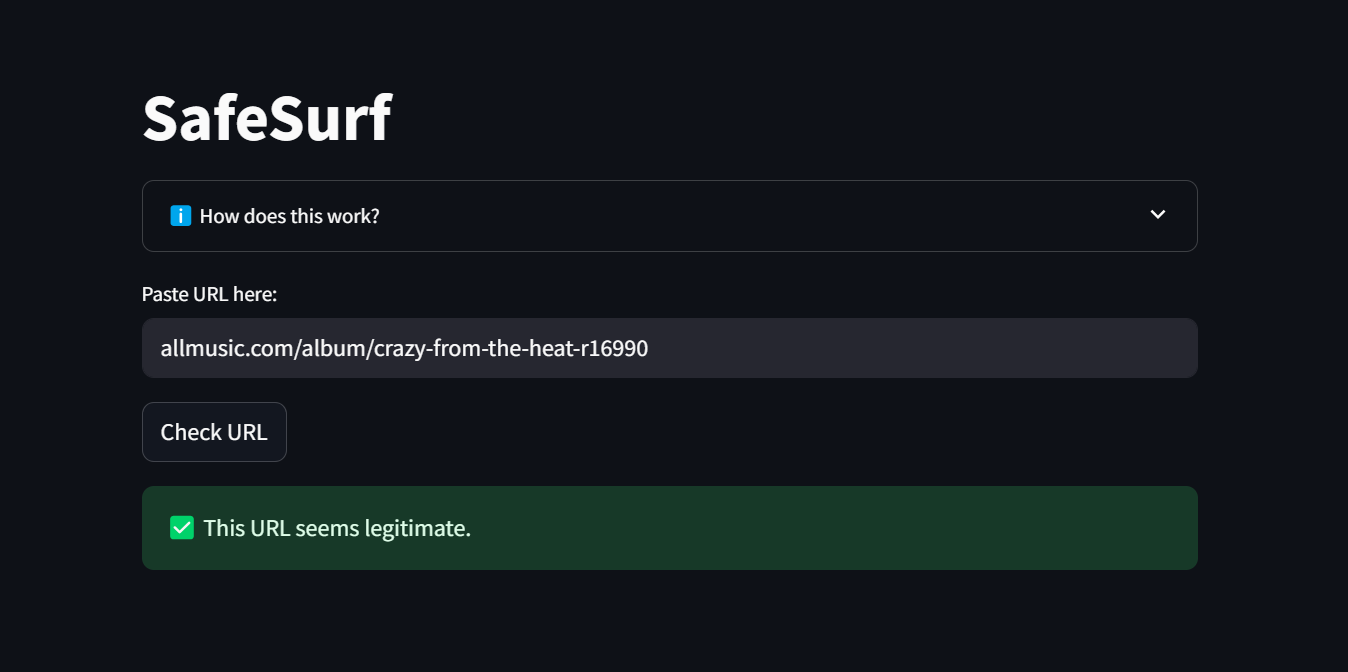 SafeSurf
ℹ️ How does this work?
Paste URL here:
allmusic.com/album/crazy-from-the-heat-r16990
Check URL
✅ This URL seems legitimate.